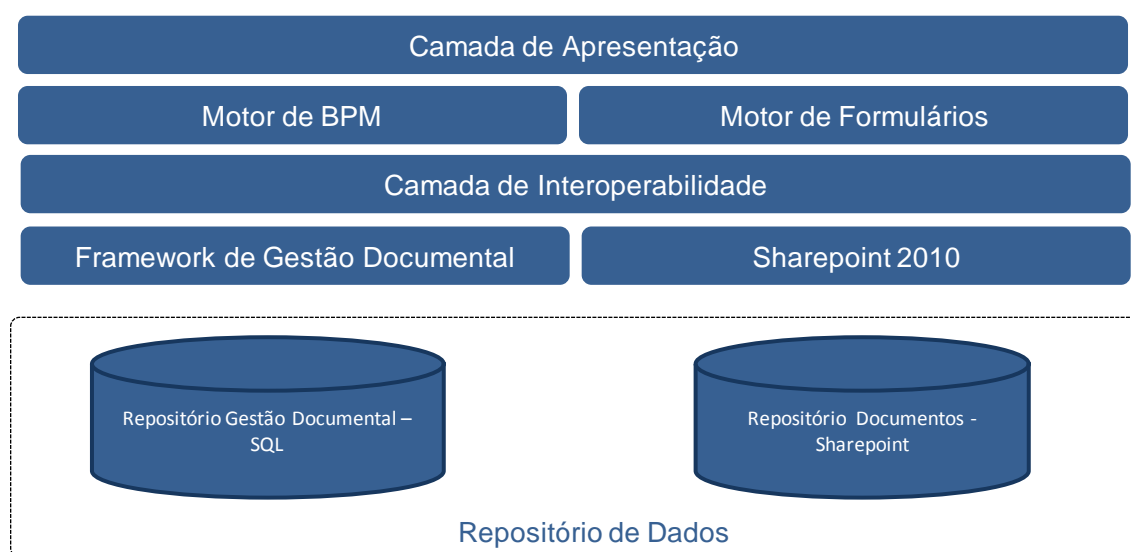 Camada de Apresentação
Motor de BPM
Motor de Formulários
Camada de Interoperabilidade
Framework de Gestão Documental
Sharepoint 2010
Repositório Gestão Documental –
SQL
Repositório Documentos -
Sharepoint
Repositório de Dados